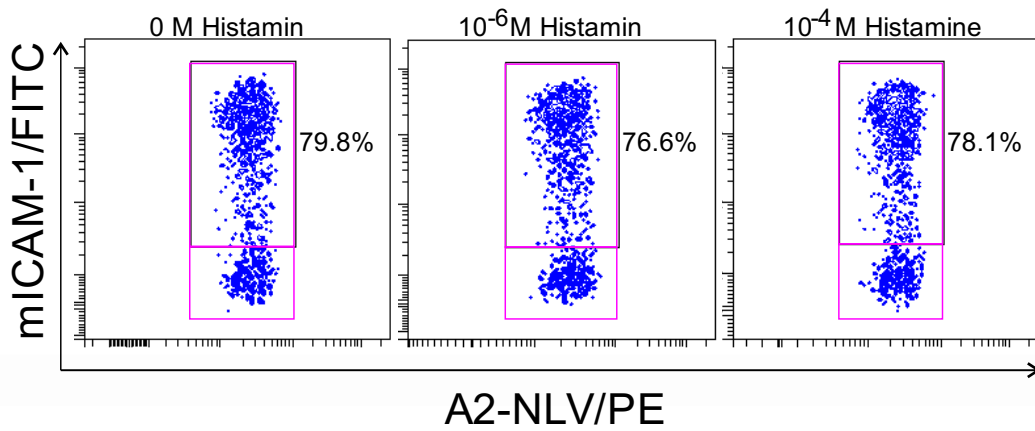 0 M Histamin
10⁻⁶M Histamin
10⁻⁴M Histamine
mICAM-1/FITC
79.8%
76.6%
78.1%
A2-NLV/PE